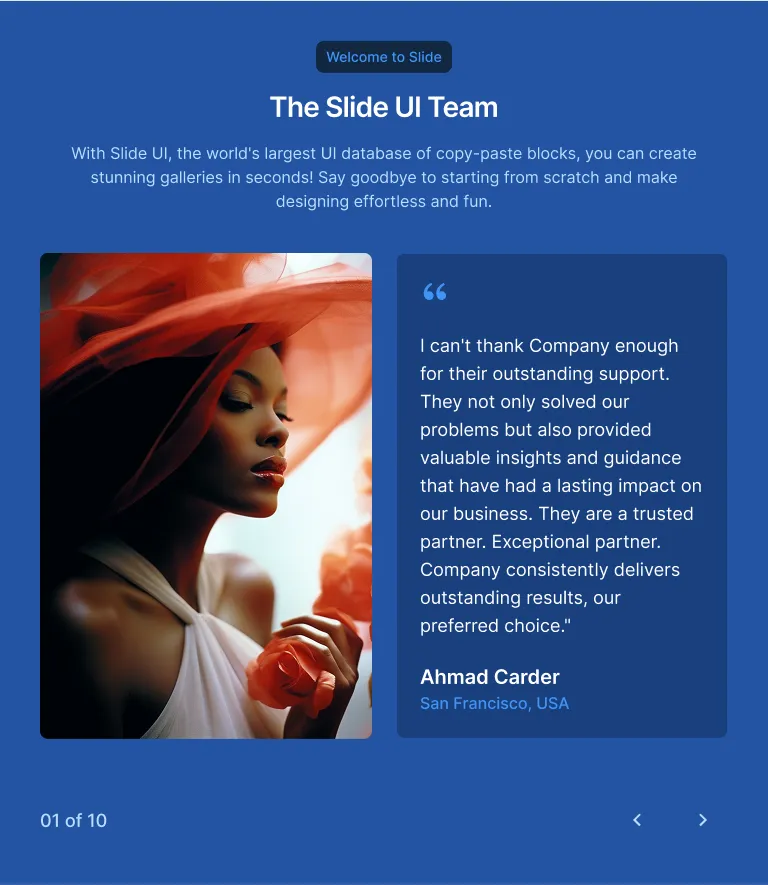 Welcome to Slide
The Slide UI Team
With Slide UI, the world's largest UI database of copy-paste blocks, you can create
stunning galleries in seconds! Say goodbye to starting from scratch and make
designing effortless and fun.
“
I can't thank Company enough
for their outstanding support.
They not only solved our
problems but also provided
valuable insights and guidance
that have had a lasting impact on
our business. They are a trusted
partner. Exceptional partner.
Company consistently delivers
outstanding results, our
preferred choice."
Ahmad Carder
San Francisco, USA
01 of 10